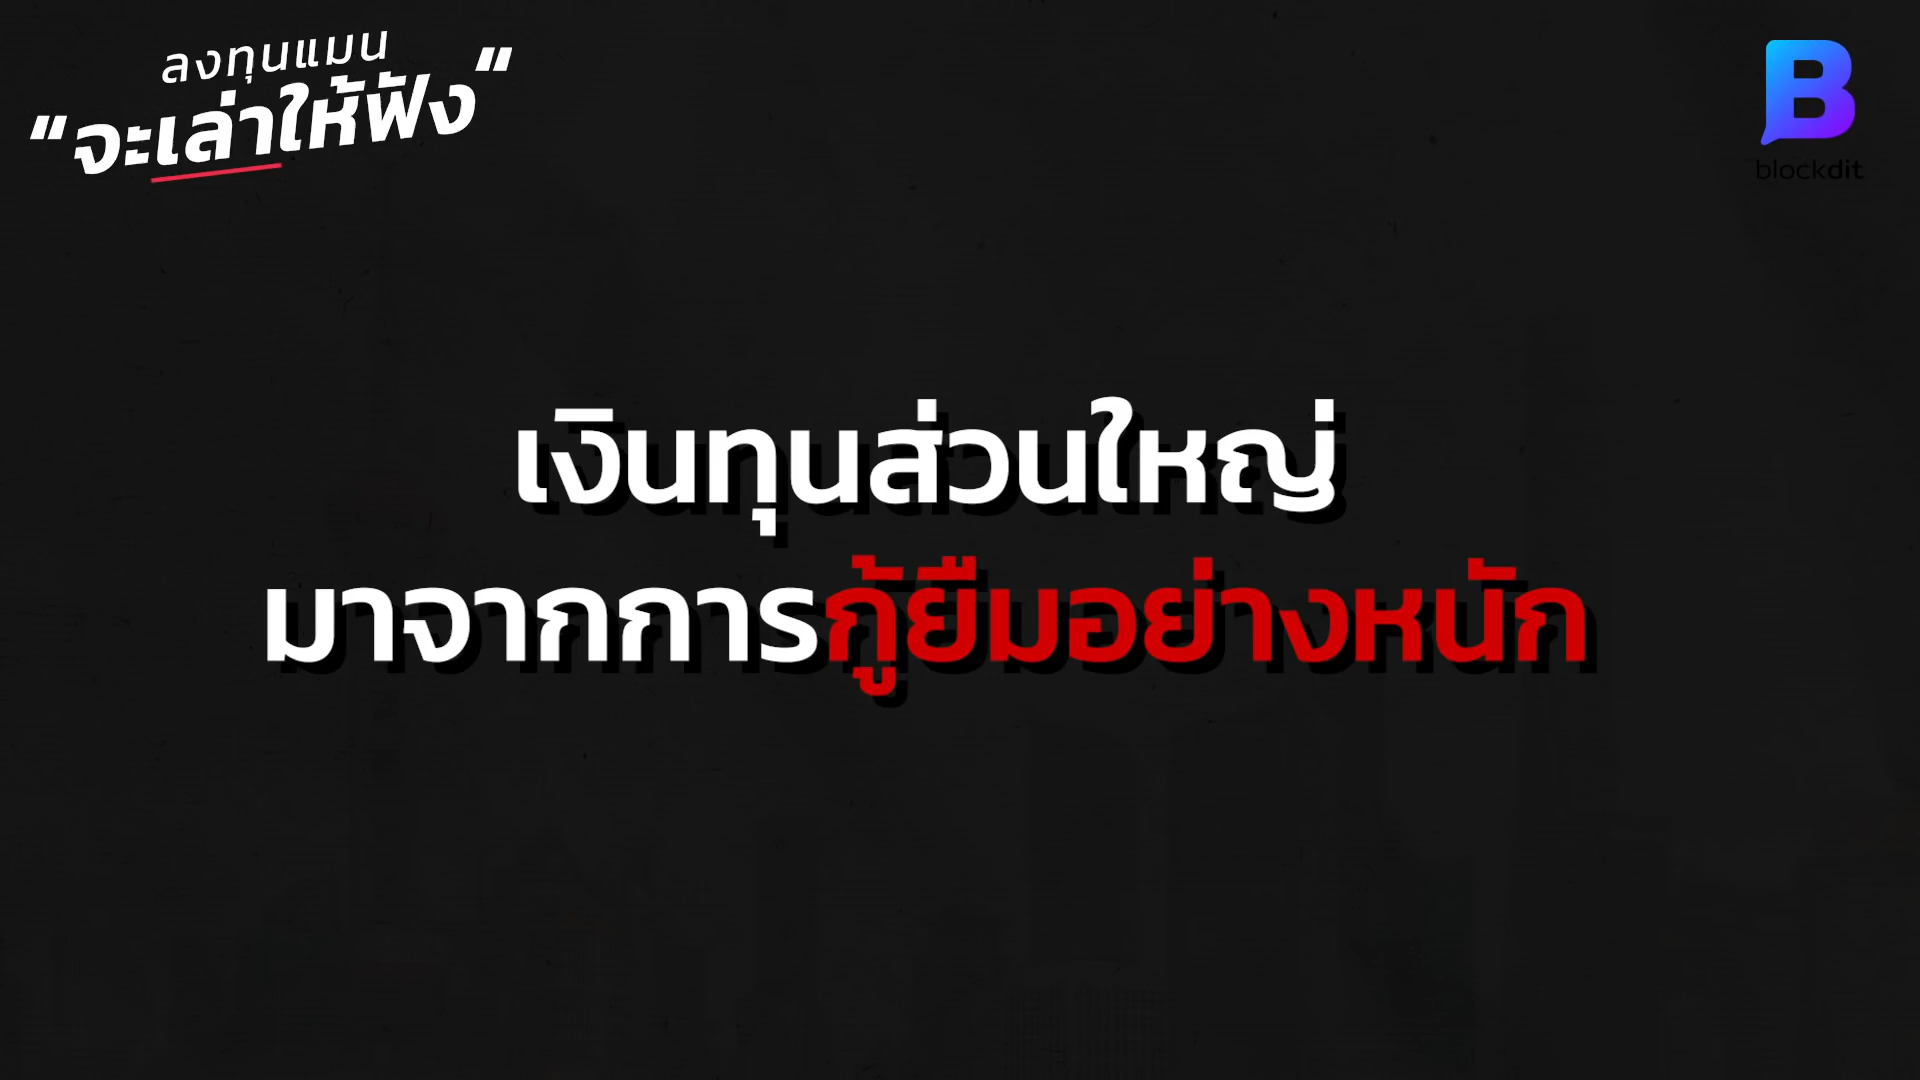 ลงทุนแมน
“จะเล่าให้ฟัง“
blockdit
เงินทุนส่วนใหญ่
มาจากการกู้ยืมอย่างหนัก